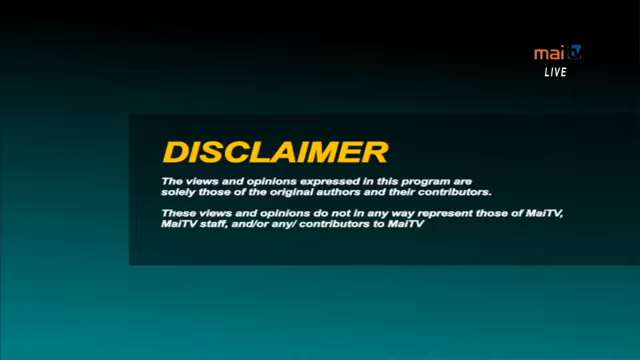 mai tv
LIVE
DISCLAIMER
The views and opinions expressed in this program are
solely those of the original authors and their contributors.
These views and opinions do not in any way represent those of MaiTV,
MaiTV staff, and/or any/ contributors to MaiTV